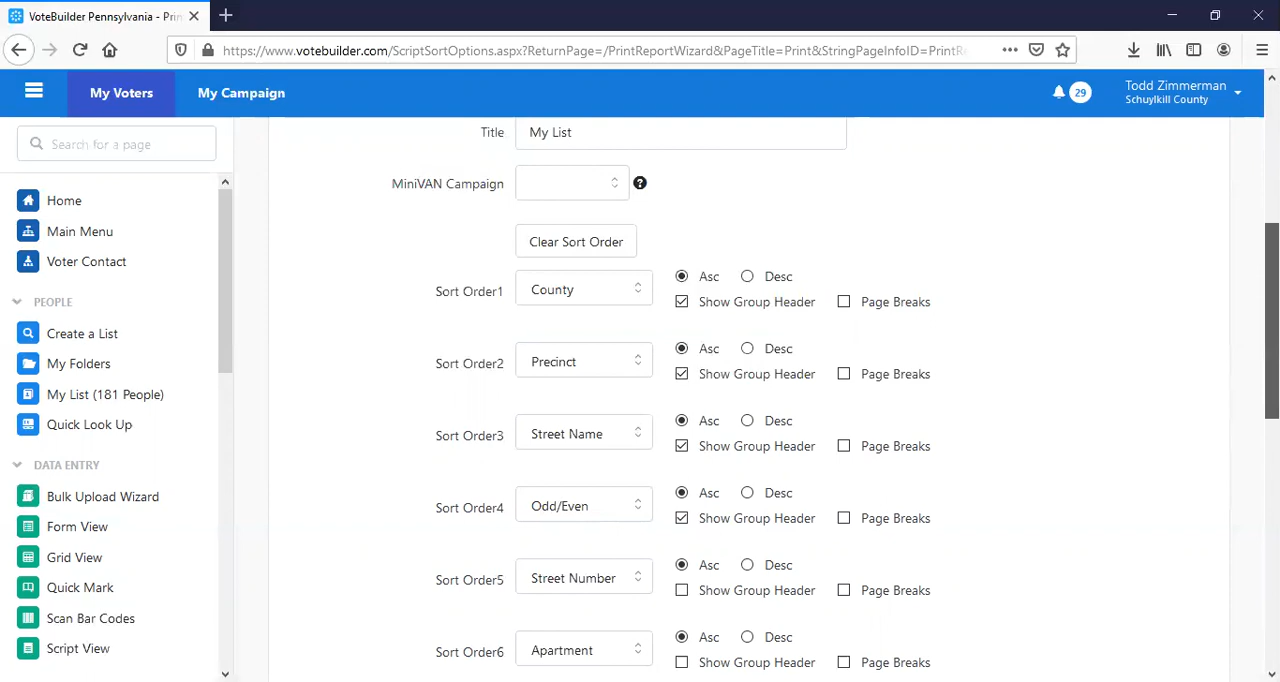 VoteBuilder Pennsylvania - Prin
https://www.votebuilder.com/ScriptSortOptions.aspx?ReturnPage=/PrintReportWizard&PageTitle=Print&StringPageInfoID=PrintRe
My Voters
My Campaign
29
Todd Zimmerman
Schuylkill County
Search for a page
Home
Main Menu
Voter Contact
PEOPLE
Create a List
My Folders
My List (181 People)
Quick Look Up
DATA ENTRY
Bulk Upload Wizard
Form View
Grid View
Quick Mark
Scan Bar Codes
Script View
Title My List
MiniVAN Campaign
Clear Sort Order
Sort Order1 County Asc Desc
Show Group Header Page Breaks
Sort Order2 Precinct Asc Desc
Show Group Header Page Breaks
Sort Order3 Street Name Asc Desc
Show Group Header Page Breaks
Sort Order4 Odd/Even Asc Desc
Show Group Header Page Breaks
Sort Order5 Street Number Asc Desc
Show Group Header Page Breaks
Sort Order6 Apartment Asc Desc
Show Group Header Page Breaks